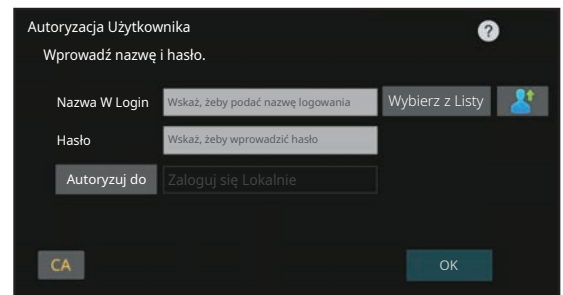 Autoryzacja Użytkownika
?
Wprowadź nazwę i hasło.
Nazwa W Login Wskaż, żeby podać nazwę logowania Wybierz z Listy
Hasło Wskaż, żeby wprowadzić hasło
Autoryzuj do Zaloguj się Lokalnie
CA OK